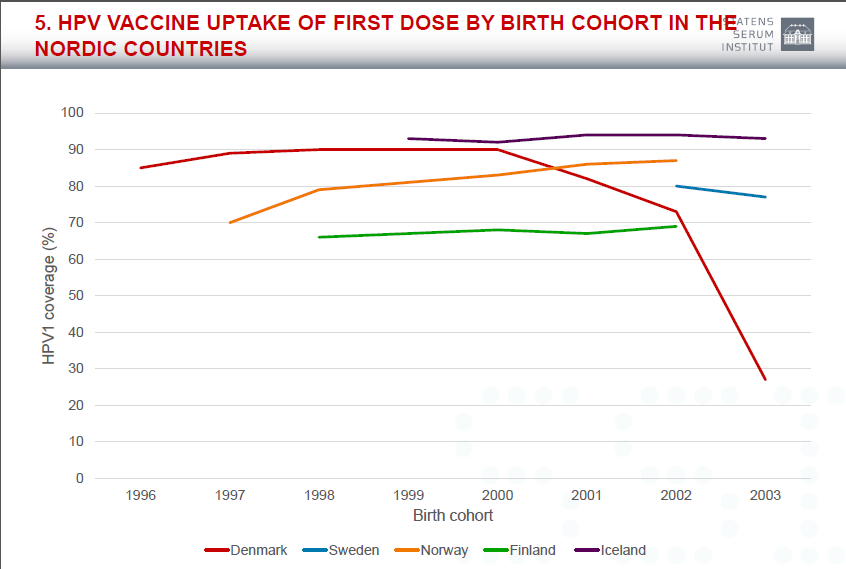 5. HPV VACCINE UPTAKE OF FIRST DOSE BY BIRTH COHORT IN THE
NORDIC COUNTRIES
STATENS
SERUM
INSTITUT
100
90
80
70
60
50
40
30
20
10
0
HPV1 coverage (%)
1996 1997 1998 1999 2000 2001 2002 2003
Birth cohort
Denmark Sweden Norway Finland Iceland